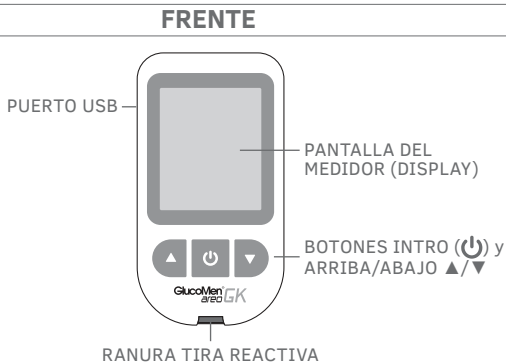 FRENTE
PUERTO USB
PANTALLA DEL
MEDIDOR (DISPLAY)
BOTONES INTRO (⏻) y
ARRIBA/ABAJO ▲/▼
GlucoMen®
areo GK
RANURA TIRA REACTIVA